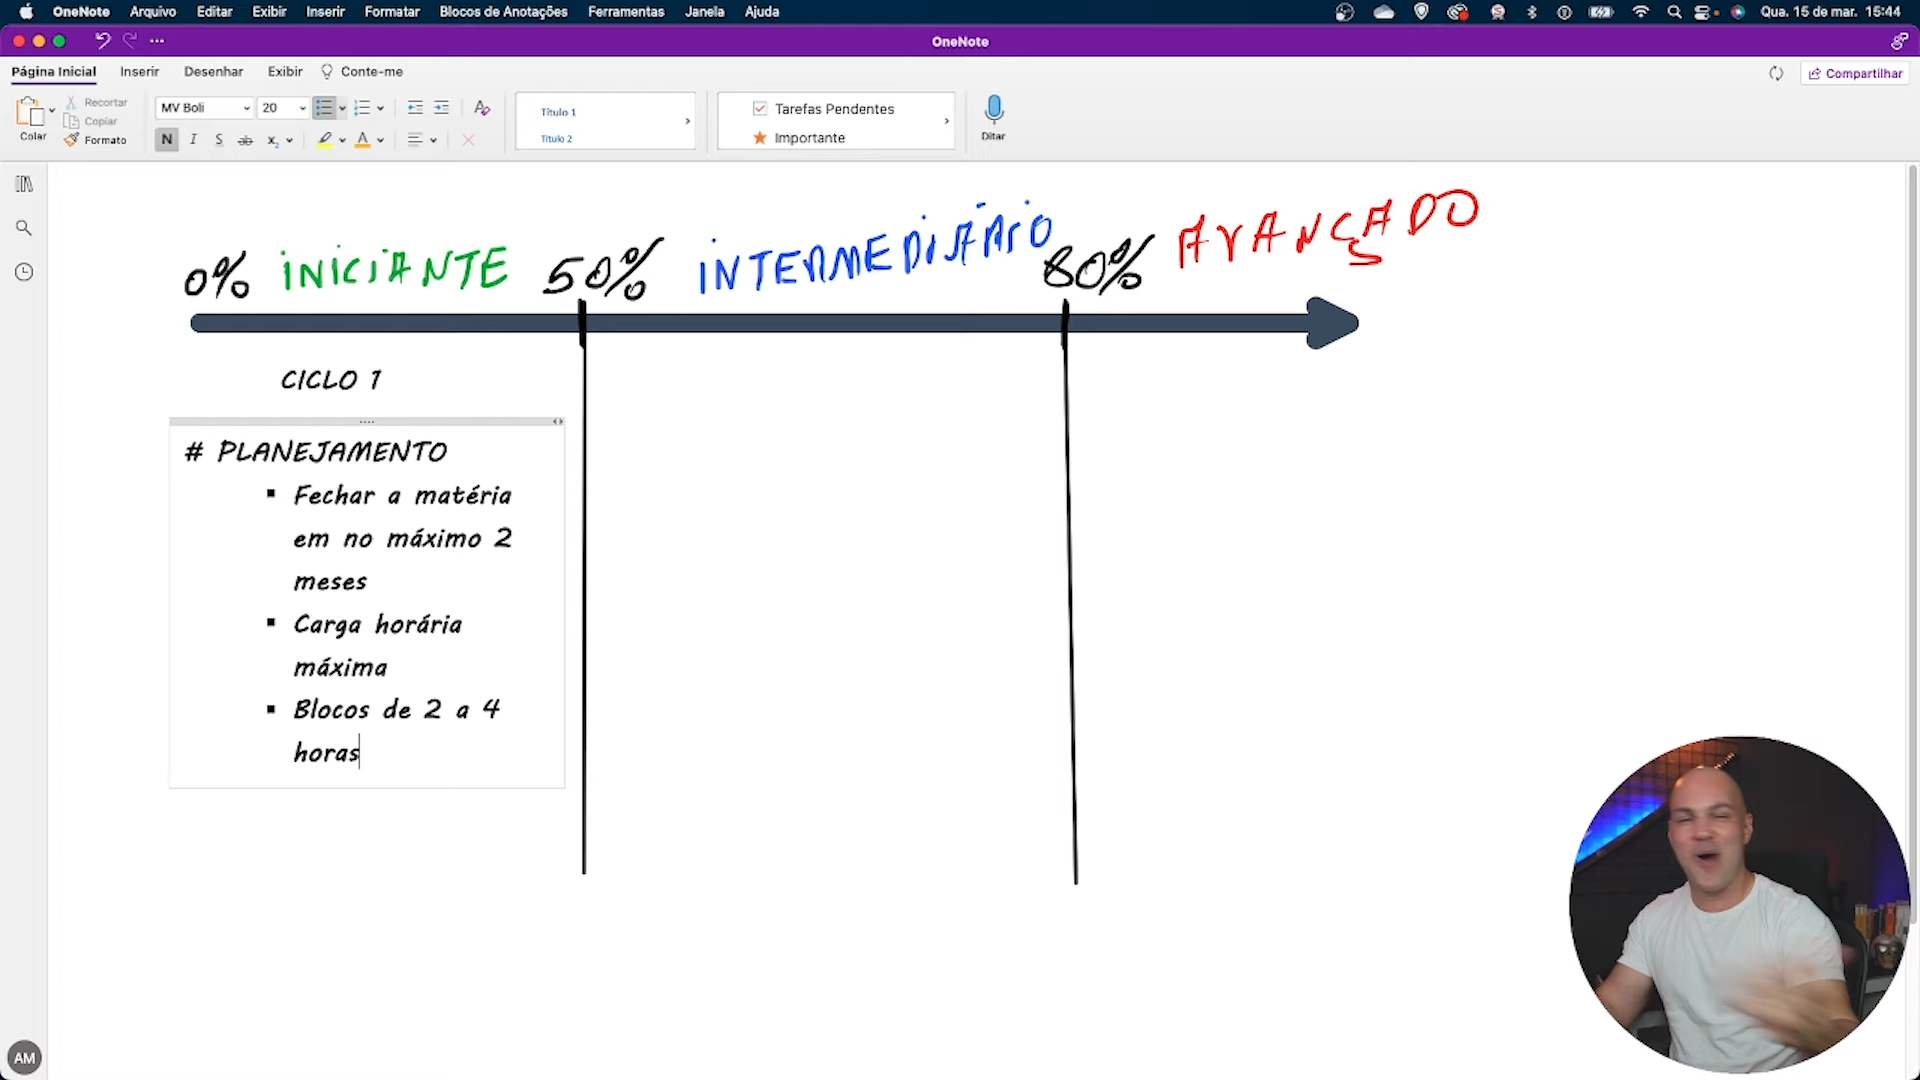 OneNote Arquivo Editar Exibir Inserir Formatar Blocos de Anotações Ferramentas Janela Ajuda Qua. 15 de mar. 15:44
OneNote
Página Inicial Inserir Desenhar Exibir Conte-me Compartilhar
Colar Recortar Copiar Formato
MV Boli 20
N I S ab x₂ A
Título 1
Título 2
Tarefas Pendentes
Importante
Ditar
0% INICIANTE 50% INTERMEDIÁRIO 80% AVANÇADO
CICLO 1
# PLANEJAMENTO
▪ Fechar a matéria
em no máximo 2
meses
▪ Carga horária
máxima
▪ Blocos de 2 a 4
horas
AM